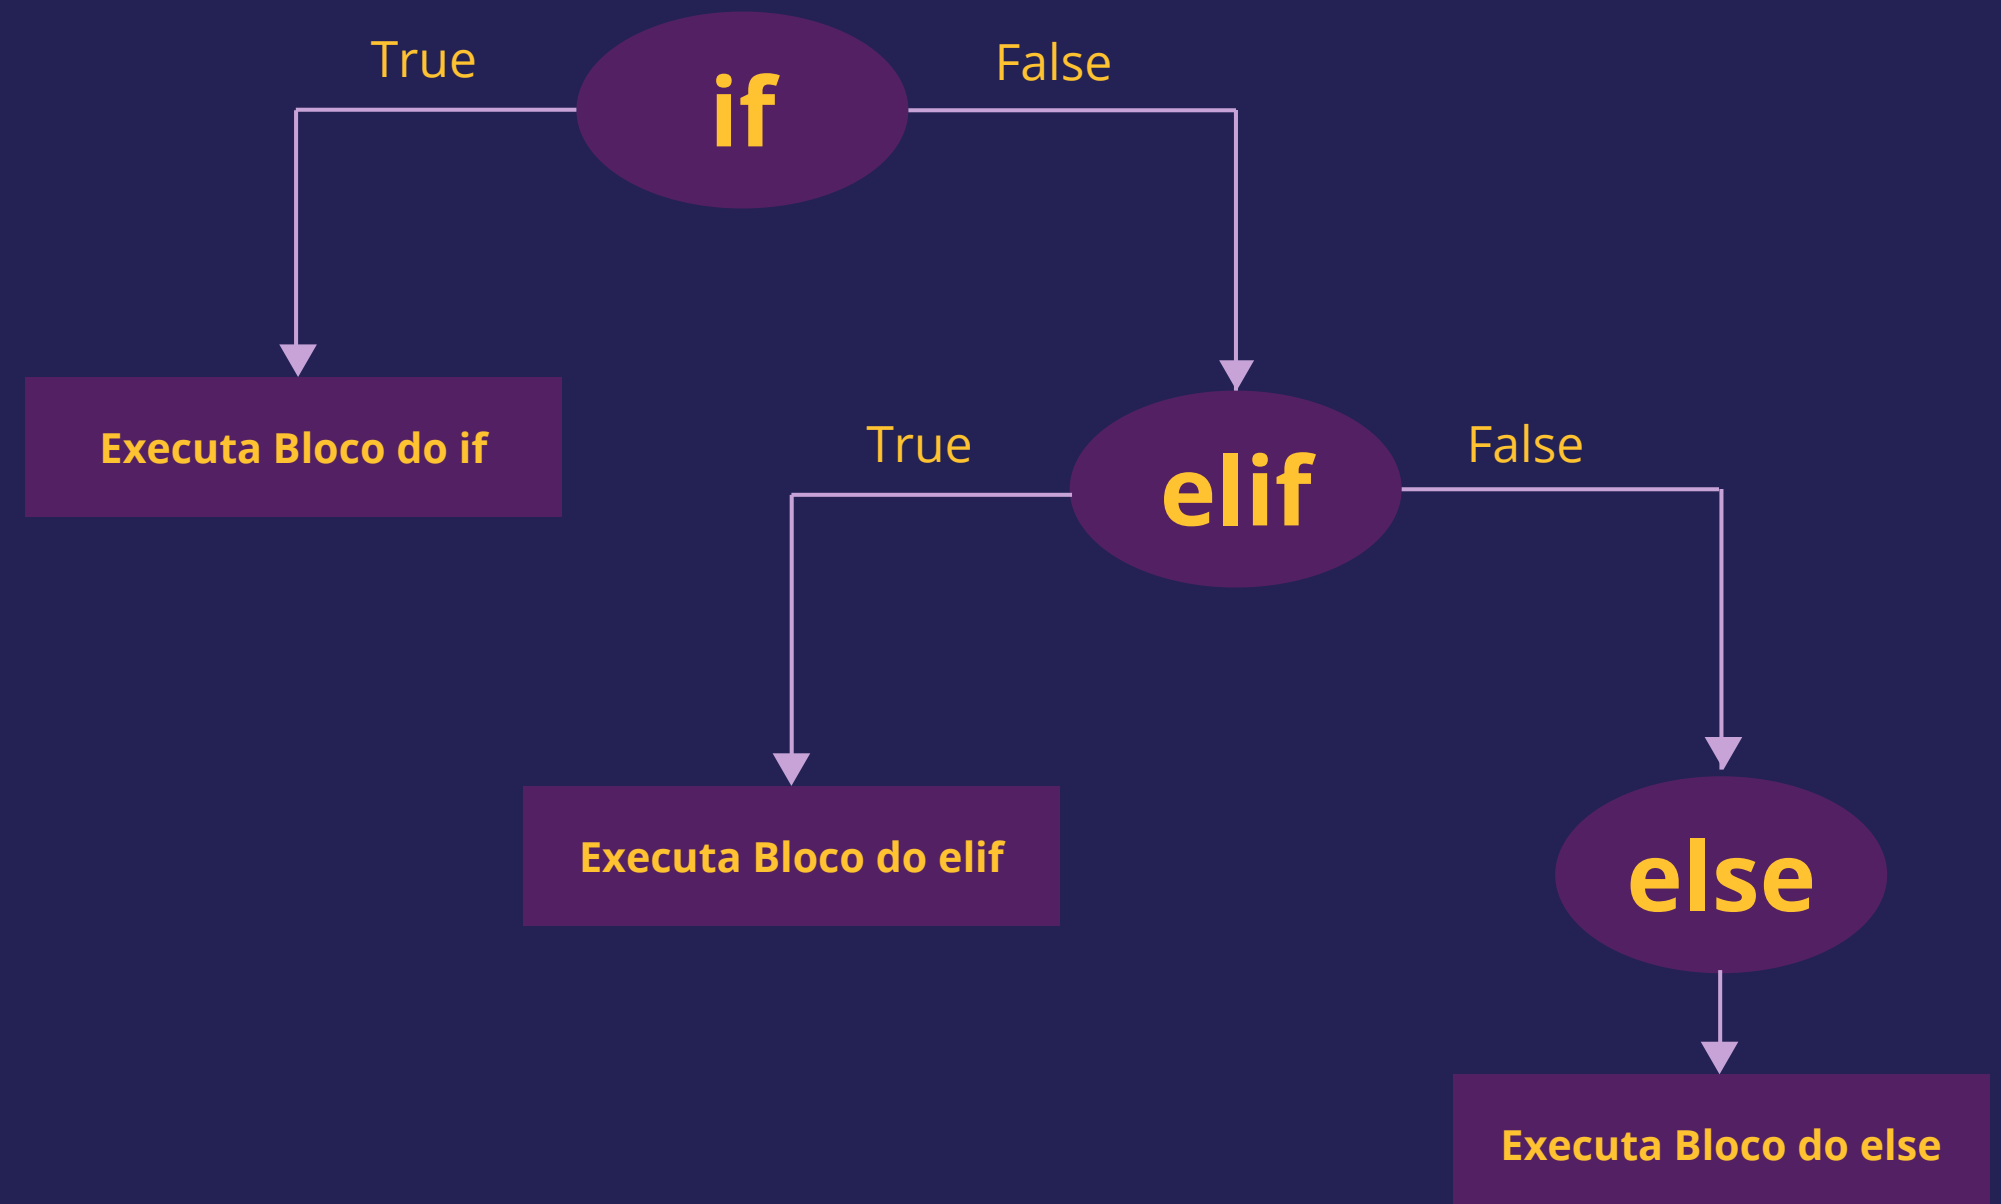 True
if
False
Executa Bloco do if
True
elif
False
Executa Bloco do elif
else
Executa Bloco do else